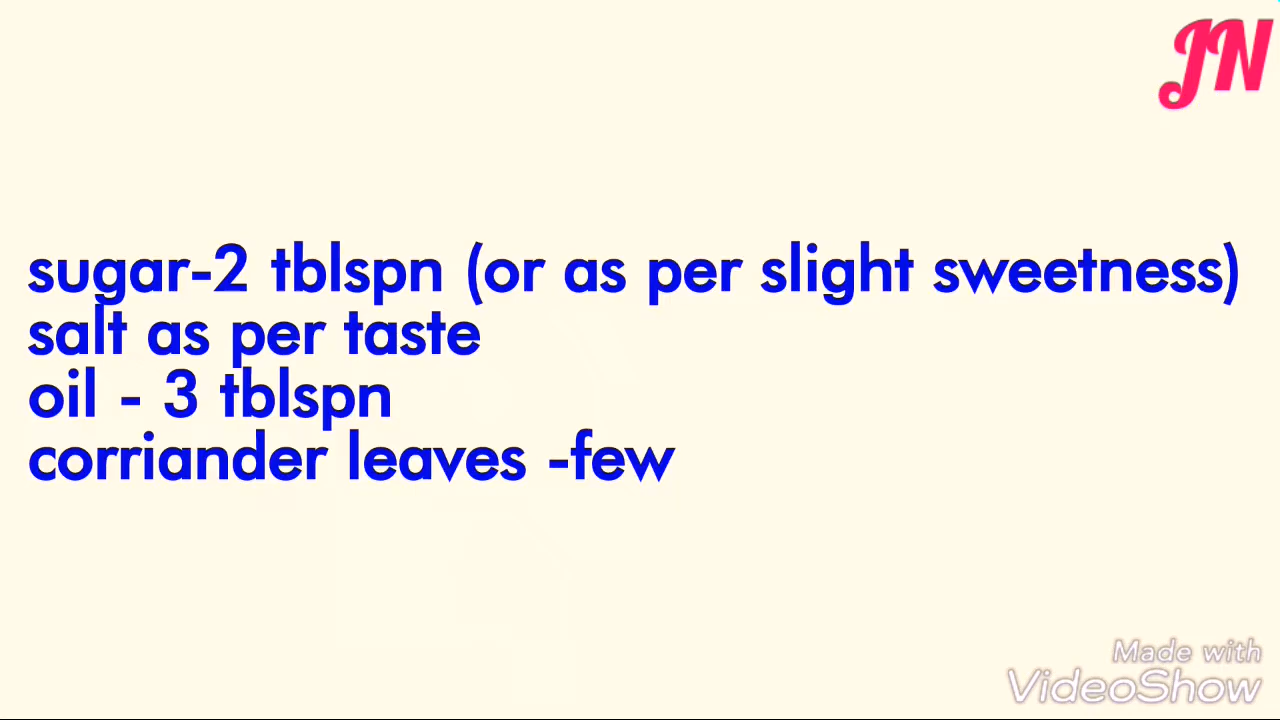 JN
sugar-2 tblspn (or as per slight sweetness)
salt as per taste
oil - 3 tblspn
corriander leaves -few
Made with
VideoShow